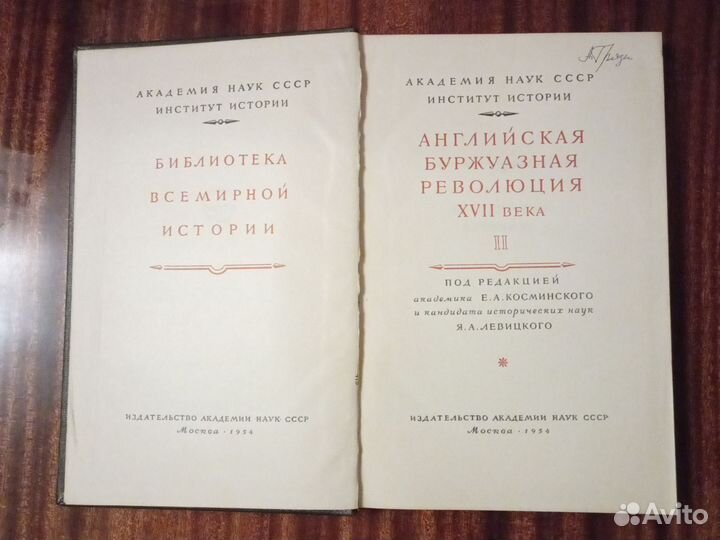 АКАДЕМИЯ НАУК СССР
ИНСТИТУТ ИСТОРИИ
БИБЛИОТЕКА
ВСЕМИРНОЙ
ИСТОРИИ
ИЗДАТЕЛЬСТВО АКАДЕМИИ НАУК СССР
Москва · 1954
АКАДЕМИЯ НАУК СССР
ИНСТИТУТ ИСТОРИИ
АНГЛИЙСКАЯ
БУРЖУАЗНАЯ
РЕВОЛЮЦИЯ
XVII ВЕКА
II
ПОД РЕДАКЦИЕЙ
академика Е.А.КОСМИНСКОГО
и кандидата исторических наук
Я.А.ЛЕВИЦКОГО
ИЗДАТЕЛЬСТВО АКАДЕМИИ НАУК СССР
Москва · 1954
Avito